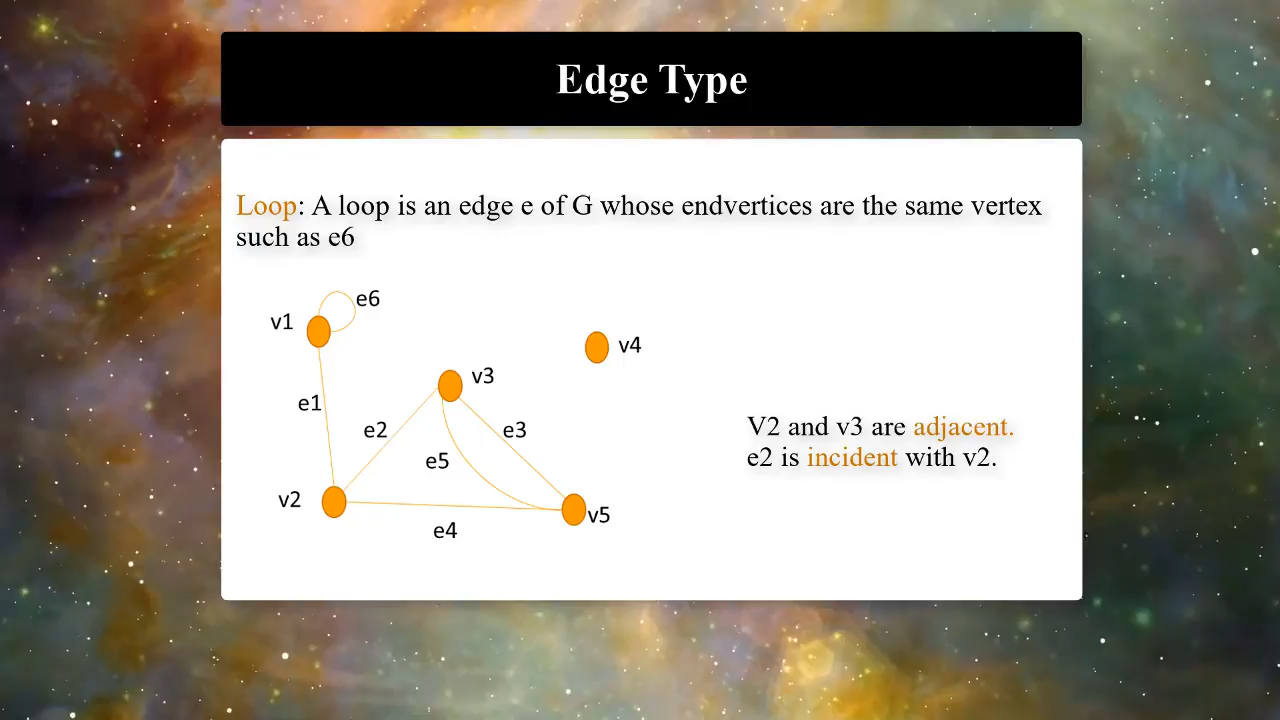 Edge Type
Loop: A loop is an edge e of G whose endvertices are the same vertex
such as e6
e6
v1
v4
v3
e1
e2
e3
e5
v2
v5
e4
V2 and v3 are adjacent.
e2 is incident with v2.